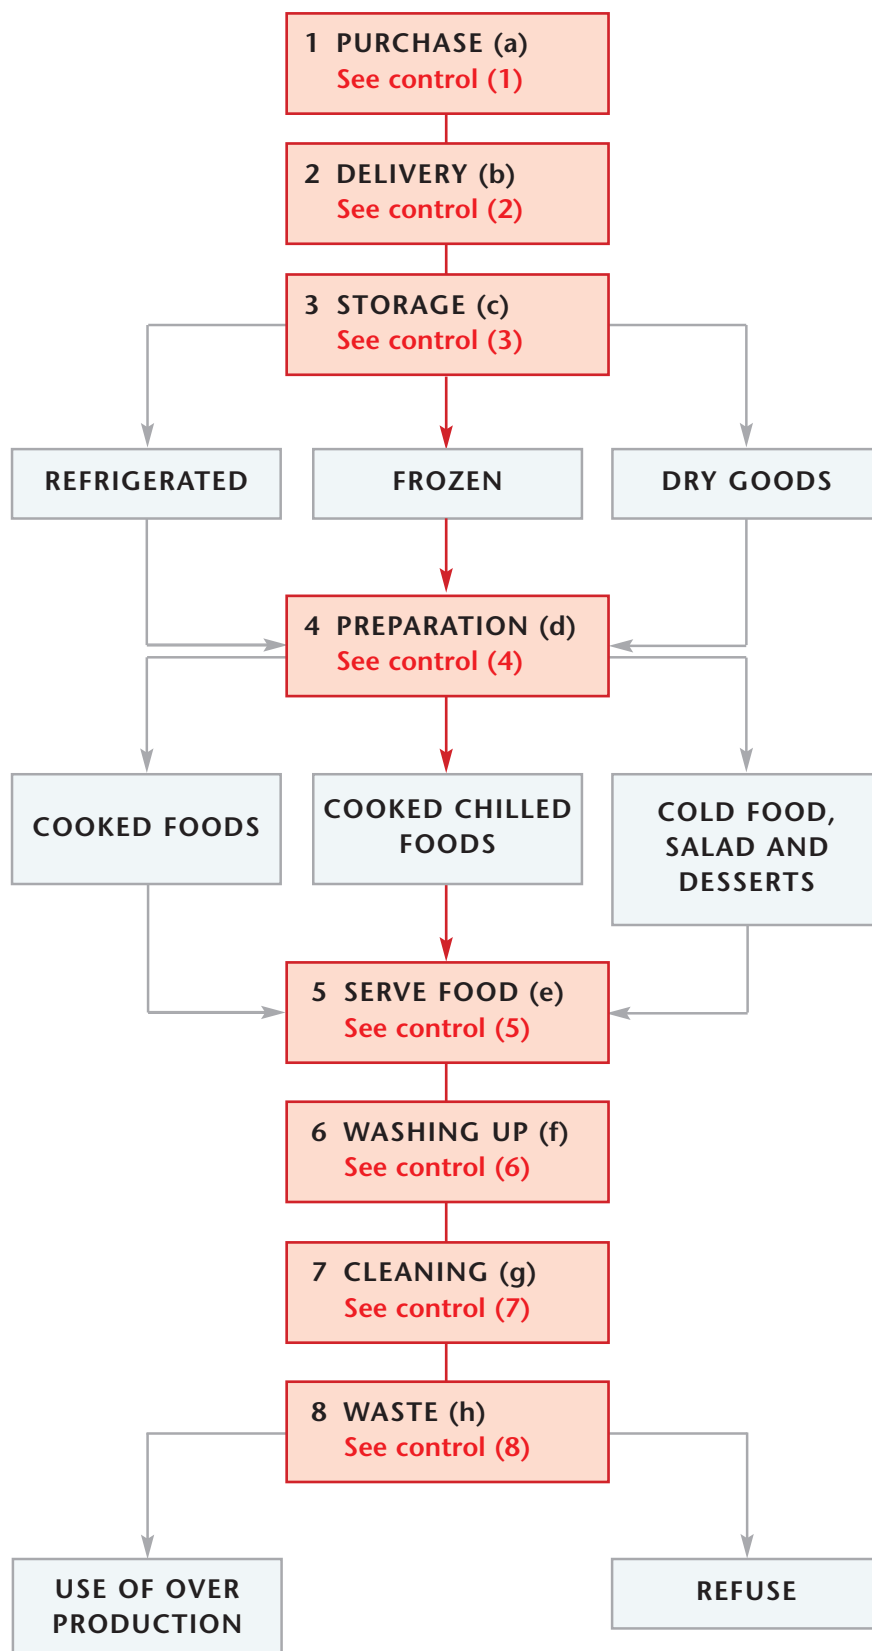 1 PURCHASE (a)
See control (1)
2 DELIVERY (b)
See control (2)
3 STORAGE (c)
See control (3)
REFRIGERATED
FROZEN
DRY GOODS
4 PREPARATION (d)
See control (4)
COOKED FOODS
COOKED CHILLED
FOODS
COLD FOOD,
SALAD AND
DESSERTS
5 SERVE FOOD (e)
See control (5)
6 WASHING UP (f)
See control (6)
7 CLEANING (g)
See control (7)
8 WASTE (h)
See control (8)
USE OF OVER
PRODUCTION
REFUSE